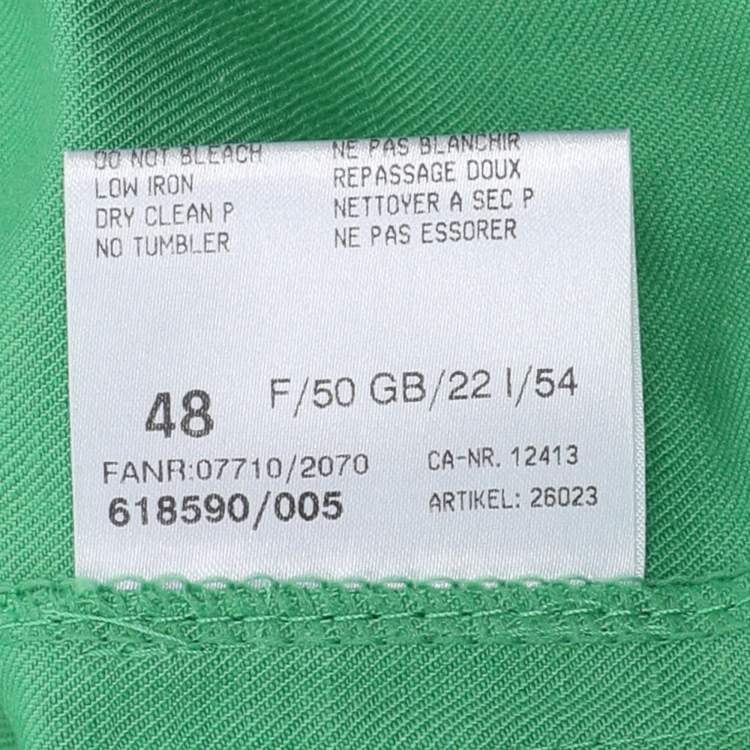 DO NOT BLEACH NE PAS BLANCHIR
LOW IRON REPASSAGE DOUX
DRY CLEAN P NETTOYER A SEC P
NO TUMBLER NE PAS ESSORER
48 F/50 GB/22 I/54
FANR:07710/2070 CA-NR. 12413
618590/005 ARTIKEL: 26023